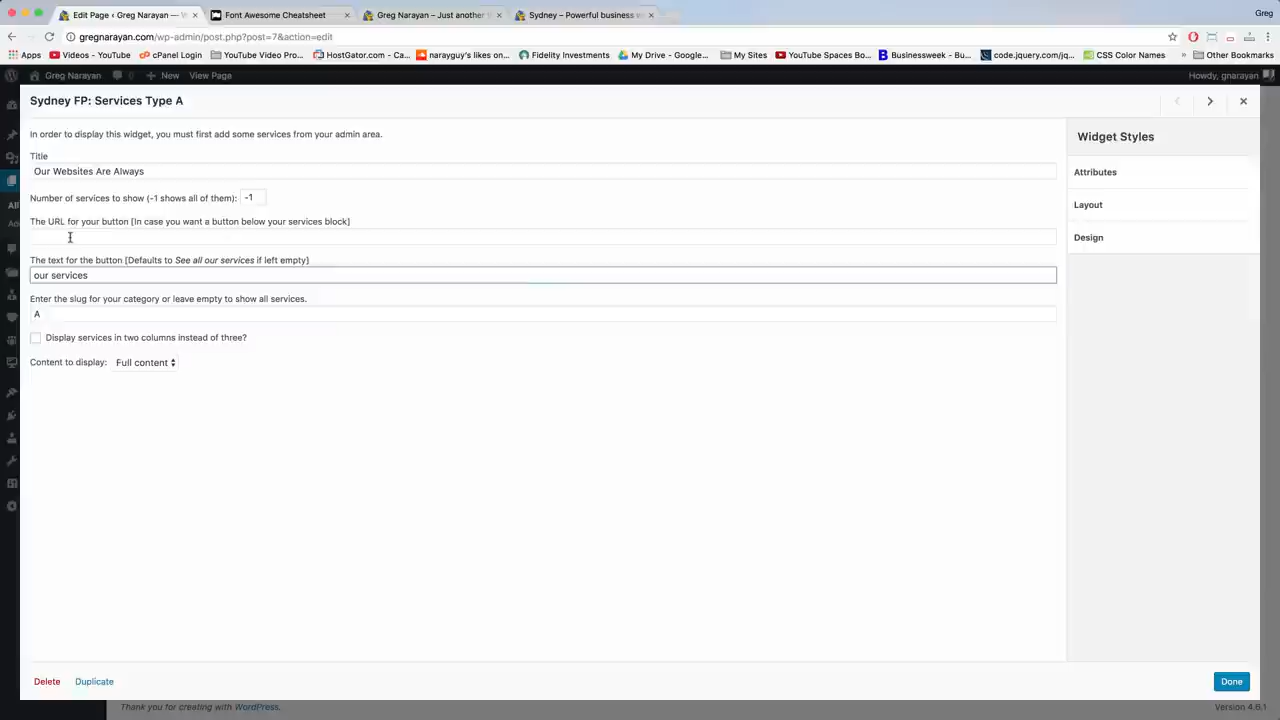 Edit Page ‹ Greg Narayan — W
Font Awesome Cheatsheet
Greg Narayan – Just another
Sydney – Powerful business w
Greg
gregnarayan.com/wp-admin/post.php?post=7&action=edit
Apps Videos - YouTube cPanel Login YouTube Video Pro... HostGator.com - Ca... narayguy's likes on... Fidelity Investments My Drive - Google... My Sites YouTube Spaces Businessweek - Bu... code.jquery.com/jq... CSS Color Names » Other Bookmarks
Greg Narayan 6 + New View Page Howdy, gnarayan
Sydney FP: Services Type A
In order to display this widget, you must first add some services from your admin area.
Widget Styles
Title
Our Websites Are Always
Attributes
Number of services to show (-1 shows all of them): -1
Layout
The URL for your button [In case you want a button below your services block]
Design
The text for the button [Defaults to See all our services if left empty]
our services
Enter the slug for your category or leave empty to show all services.
A
Display services in two columns instead of three?
Content to display: Full content
Delete Duplicate Done
Thank you for creating with WordPress. Version 4.6.1